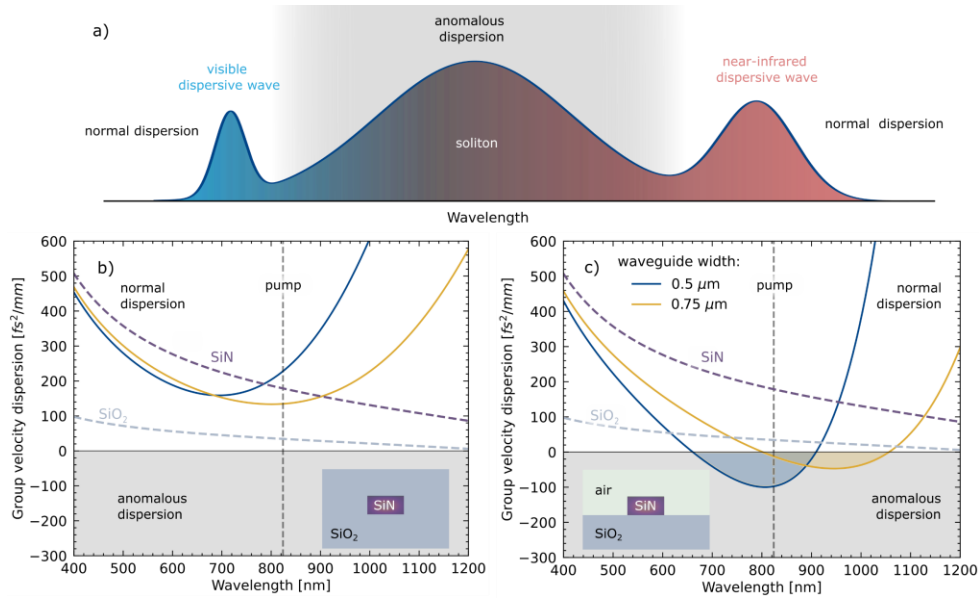 a)
anomalous
dispersion
visible
dispersive wave
near-infrared
dispersive wave
normal dispersion
normal dispersion
soliton
Wavelength
b)
Group velocity dispersion [fs²/mm]
600
500
400
300
200
100
0
−100
−200
−300
normal
dispersion
pump
SiN
SiO₂
anomalous
dispersion
SiN
SiO₂
400 500 600 700 800 900 1000 1100 1200
Wavelength [nm]
c)
Group velocity dispersion [fs²/mm]
600
500
400
300
200
100
0
−100
−200
−300
waveguide width:
0.5 μm
0.75 μm
pump
normal
dispersion
SiN
SiO₂
air
SiN
SiO₂
anomalous
dispersion
400 500 600 700 800 900 1000 1100 1200
Wavelength [nm]